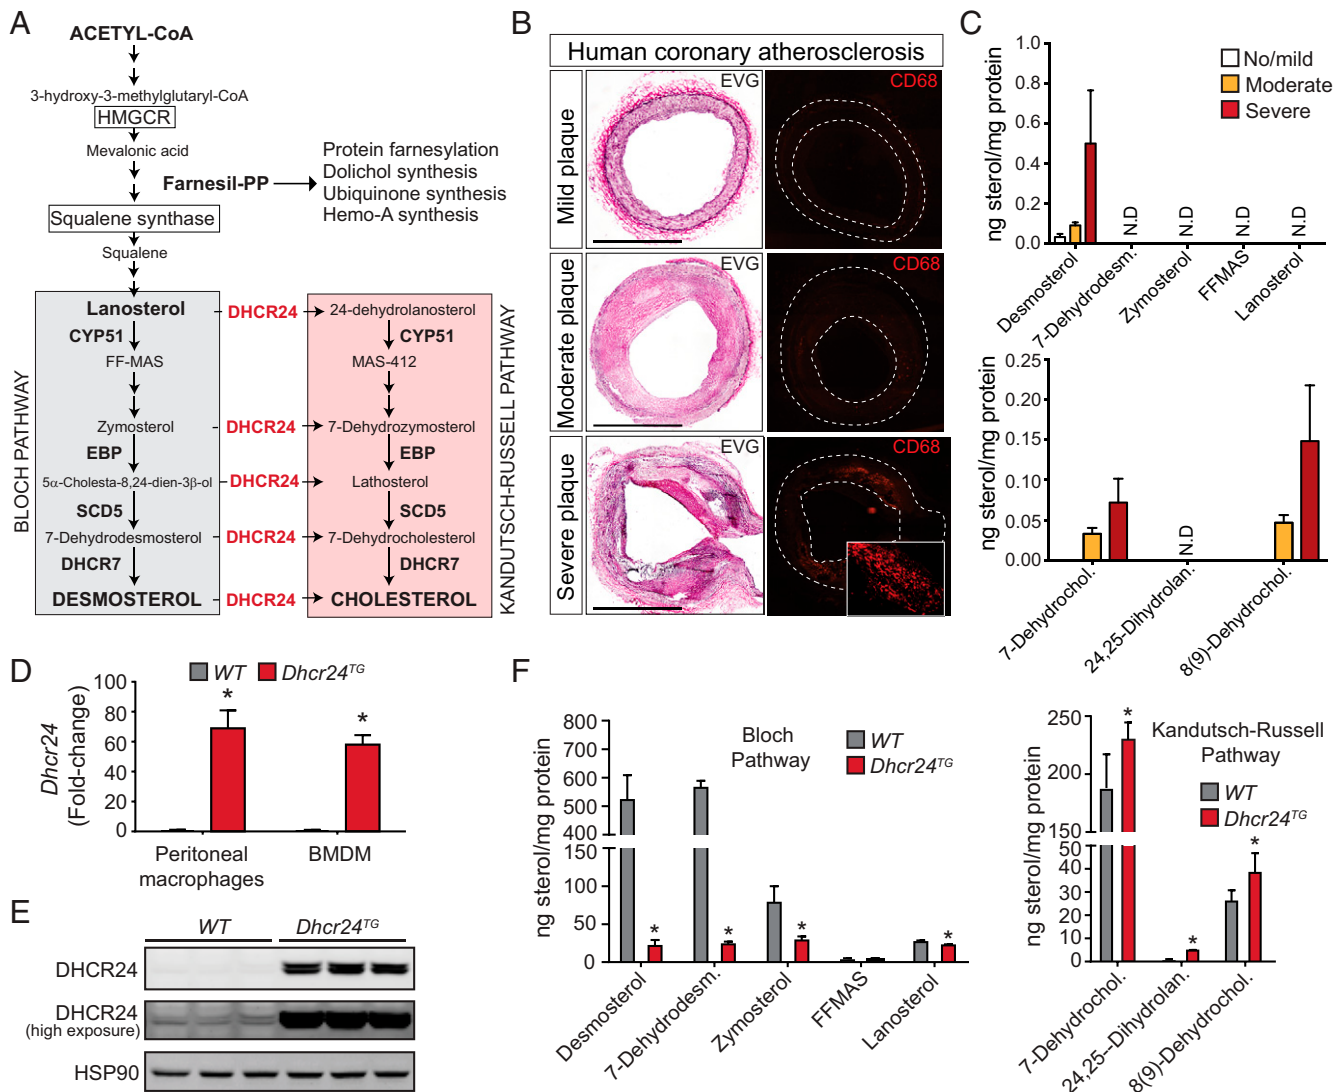 A
ACETYL-CoA
3-hydroxy-3-methylglutaryl-CoA
HMGCR
Mevalonic acid
Farnesil-PP
Protein farnesylation
Dolichol synthesis
Ubiquinone synthesis
Hemo-A synthesis
Squalene synthase
Squalene
BLOCH PATHWAY
Lanosterol
DHCR24
24-dehydrolanosterol
CYP51
CYP51
FF-MAS
MAS-412
Zymosterol
DHCR24
7-Dehydrozymosterol
EBP
EBP
5α-Cholesta-8,24-dien-3β-ol
DHCR24
Lathosterol
SCD5
SCD5
7-Dehydrodesmosterol
DHCR24
7-Dehydrocholesterol
DHCR7
DHCR7
DESMOSTEROL
DHCR24
CHOLESTEROL
KANDUTSCH-RUSSELL PATHWAY
B
Human coronary atherosclerosis
Mild plaque
EVG
CD68
Moderate plaque
EVG
CD68
Severe plaque
EVG
CD68
C
ng sterol/mg protein
1.0
0.8
0.6
0.4
0.2
0.0
No/mild
Moderate
Severe
N.D
N.D
N.D
N.D
Desmosterol
7-Dehydrodesm.
Zymosterol
FFMAS
Lanosterol
ng sterol/mg protein
0.25
0.20
0.15
0.10
0.05
0.00
N.D
7-Dehydrochol.
24,25-Dihydrolan.
8(9)-Dehydrochol.
D
WT
Dhcr24TG
Dhcr24
(Fold-change)
100
80
60
40
20
0
*
*
Peritoneal
macrophages
BMDM
E
WT
Dhcr24TG
DHCR24
DHCR24
(high exposure)
HSP90
F
ng sterol/mg protein
800
700
600
500
400
150
100
50
0
Bloch
Pathway
WT
Dhcr24TG
*
*
*
*
Desmosterol
7-Dehydrodesm.
Zymosterol
FFMAS
Lanosterol
ng sterol/mg protein
250
200
150
50
40
30
20
10
0
Kandutsch-Russell
Pathway
WT
Dhcr24TG
*
*
*
7-Dehydrochol.
24,25--Dihydrolan.
8(9)-Dehydrochol.